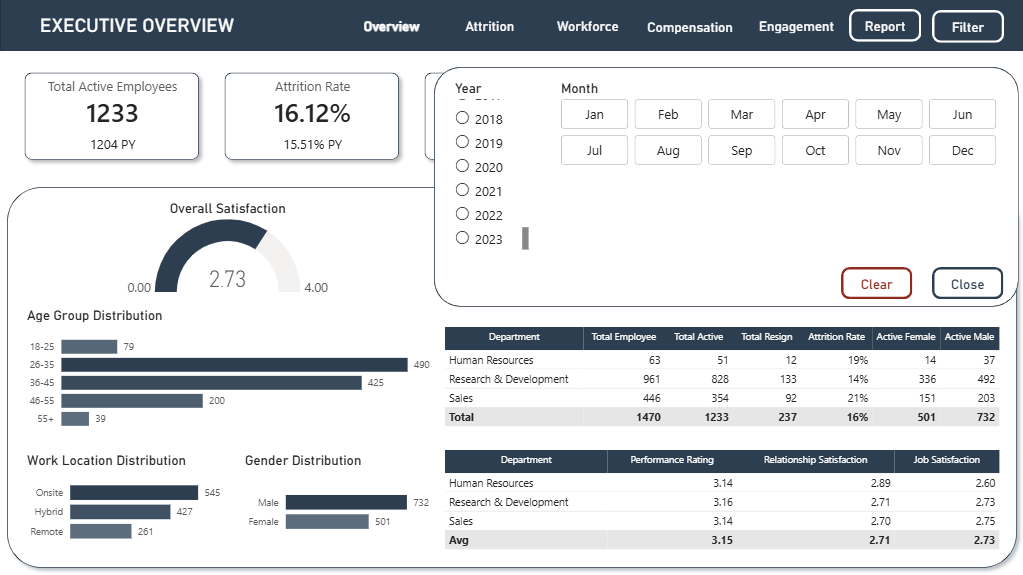 EXECUTIVE OVERVIEW
Overview Attrition Workforce Compensation Engagement Report Filter
Total Active Employees
1233
1204 PY
Attrition Rate
16.12%
15.51% PY
Year
2018
2019
2020
2021
2022
2023
Month
Jan Feb Mar Apr May Jun
Jul Aug Sep Oct Nov Dec
Clear Close
Overall Satisfaction
2.73
0.00 4.00
Age Group Distribution
18-25 79
26-35 490
36-45 425
46-55 200
55+ 39
Work Location Distribution
Onsite 545
Hybrid 427
Remote 261
Gender Distribution
Male 732
Female 501
Department Total Employee Total Active Total Resign Attrition Rate Active Female Active Male
Human Resources 63 51 12 19% 14 37
Research & Development 961 828 133 14% 336 492
Sales 446 354 92 21% 151 203
Total 1470 1233 237 16% 501 732
Department Performance Rating Relationship Satisfaction Job Satisfaction
Human Resources 3.14 2.89 2.60
Research & Development 3.16 2.71 2.73
Sales 3.14 2.70 2.75
Avg 3.15 2.71 2.73